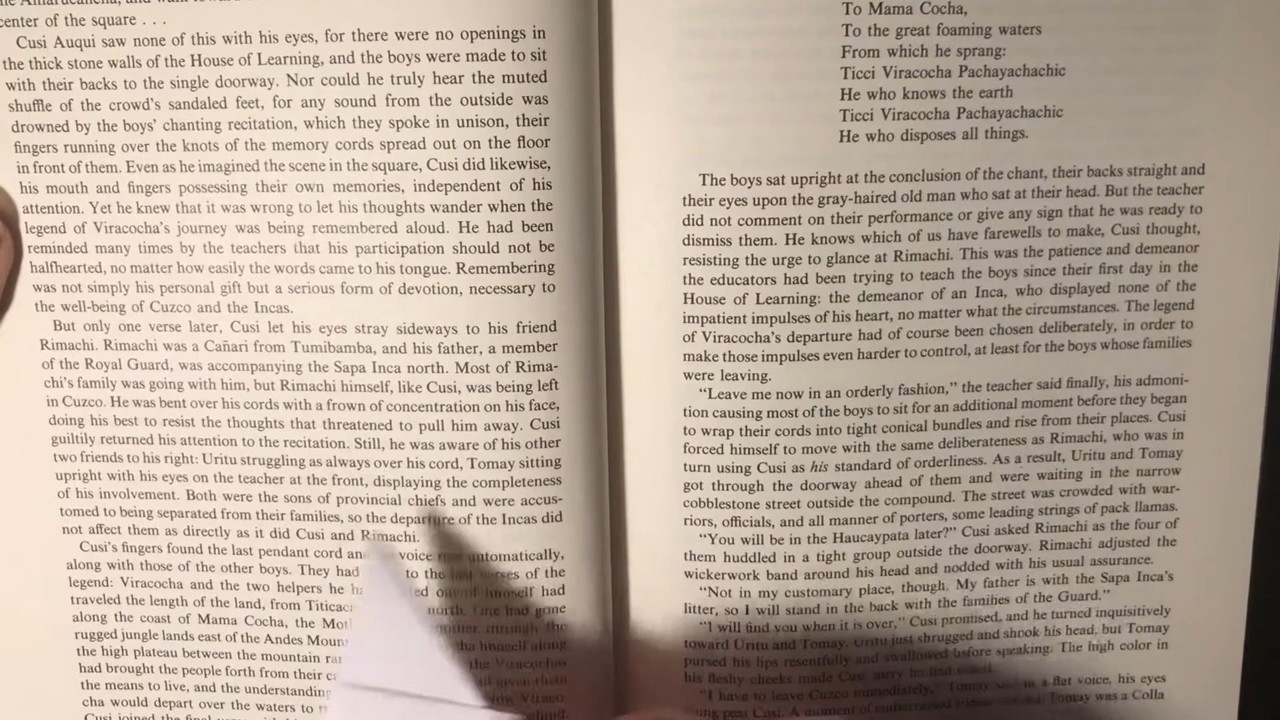 center of the square . . .
Cusi Auqui saw none of this with his eyes, for there were no openings in
the thick stone walls of the House of Learning, and the boys were made to sit
with their backs to the single doorway. Nor could he truly hear the muted
shuffle of the crowd's sandaled feet, for any sound from the outside was
drowned by the boys' chanting recitation, which they spoke in unison, their
fingers running over the knots of the memory cords spread out on the floor
in front of them. Even as he imagined the scene in the square, Cusi did likewise,
his mouth and fingers possessing their own memories, independent of his
attention. Yet he knew that it was wrong to let his thoughts wander when the
legend of Viracocha's journey was being remembered aloud. He had been
reminded many times by the teachers that his participation should not be
halfhearted, no matter how easily the words came to his tongue. Remembering
was not simply his personal gift but a serious form of devotion, necessary to
the well-being of Cuzco and the Incas.
But only one verse later, Cusi let his eyes stray sideways to his friend
Rimachi. Rimachi was a Cañari from Tumibamba, and his father, a member
of the Royal Guard, was accompanying the Sapa Inca north. Most of Rima-
chi's family was going with him, but Rimachi himself, like Cusi, was being left
in Cuzco. He was bent over his cords with a frown of concentration on his face,
doing his best to resist the thoughts that threatened to pull him away. Cusi
guiltily returned his attention to the recitation. Still, he was aware of his other
two friends to his right: Uritu struggling as always over his cord, Tomay sitting
upright with his eyes on the teacher at the front, displaying the completeness
of his involvement. Both were the sons of provincial chiefs and were accus-
tomed to being separated from their families, so the departure of the Incas did
not affect them as directly as it did Cusi and Rimachi.
Cusi's fingers found the last pendant cord an voice automatically,
along with those of the other boys. They had to the last verses of the
legend: Viracocha and the two helpers he himself had
traveled the length of the land, from Titicac north. One had gone
along the coast of Mama Cocha, the Mot through the
rugged jungle lands east of the Andes Moun himself along
the high plateau between the mountain ra the Viracochas
had brought the people forth from their c given them
the means to live, and the understanding
cha would depart over the waters to
Cusi joined the final
To Mama Cocha,
To the great foaming waters
From which he sprang:
Ticci Viracocha Pachayachachic
He who knows the earth
Ticci Viracocha Pachayachachic
He who disposes all things.
The boys sat upright at the conclusion of the chant, their backs straight and
their eyes upon the gray-haired old man who sat at their head. But the teacher
did not comment on their performance or give any sign that he was ready to
dismiss them. He knows which of us have farewells to make, Cusi thought,
resisting the urge to glance at Rimachi. This was the patience and demeanor
the educators had been trying to teach the boys since their first day in the
House of Learning: the demeanor of an Inca, who displayed none of the
impatient impulses of his heart, no matter what the circumstances. The legend
of Viracocha's departure had of course been chosen deliberately, in order to
make those impulses even harder to control, at least for the boys whose families
were leaving.
"Leave me now in an orderly fashion," the teacher said finally, his admoni-
tion causing most of the boys to sit for an additional moment before they began
to wrap their cords into tight conical bundles and rise from their places. Cusi
forced himself to move with the same deliberateness as Rimachi, who was in
turn using Cusi as his standard of orderliness. As a result, Uritu and Tomay
got through the doorway ahead of them and were waiting in the narrow
cobblestone street outside the compound. The street was crowded with war-
riors, officials, and all manner of porters, some leading strings of pack llamas.
"You will be in the Haucaypata later?" Cusi asked Rimachi as the four of
them huddled in a tight group outside the doorway. Rimachi adjusted the
wickerwork band around his head and nodded with his usual assurance.
"Not in my customary place, though. My father is with the Sapa Inca's
litter, so I will stand in the back with the families of the Guard."
"I will find you when it is over," Cusi promised, and he turned inquisitively
toward Uritu and Tomay. Uritu just shrugged and shook his head, but Tomay
pursed his lips resentfully and swallowed before speaking. The high color in
his fleshy cheeks made Cusi sorry he had asked.
"I have to leave Cuzco immediately," Tomay said in a flat voice, his eyes
going past Cusi. A moment of embarrassed silence Tomay was a Colla